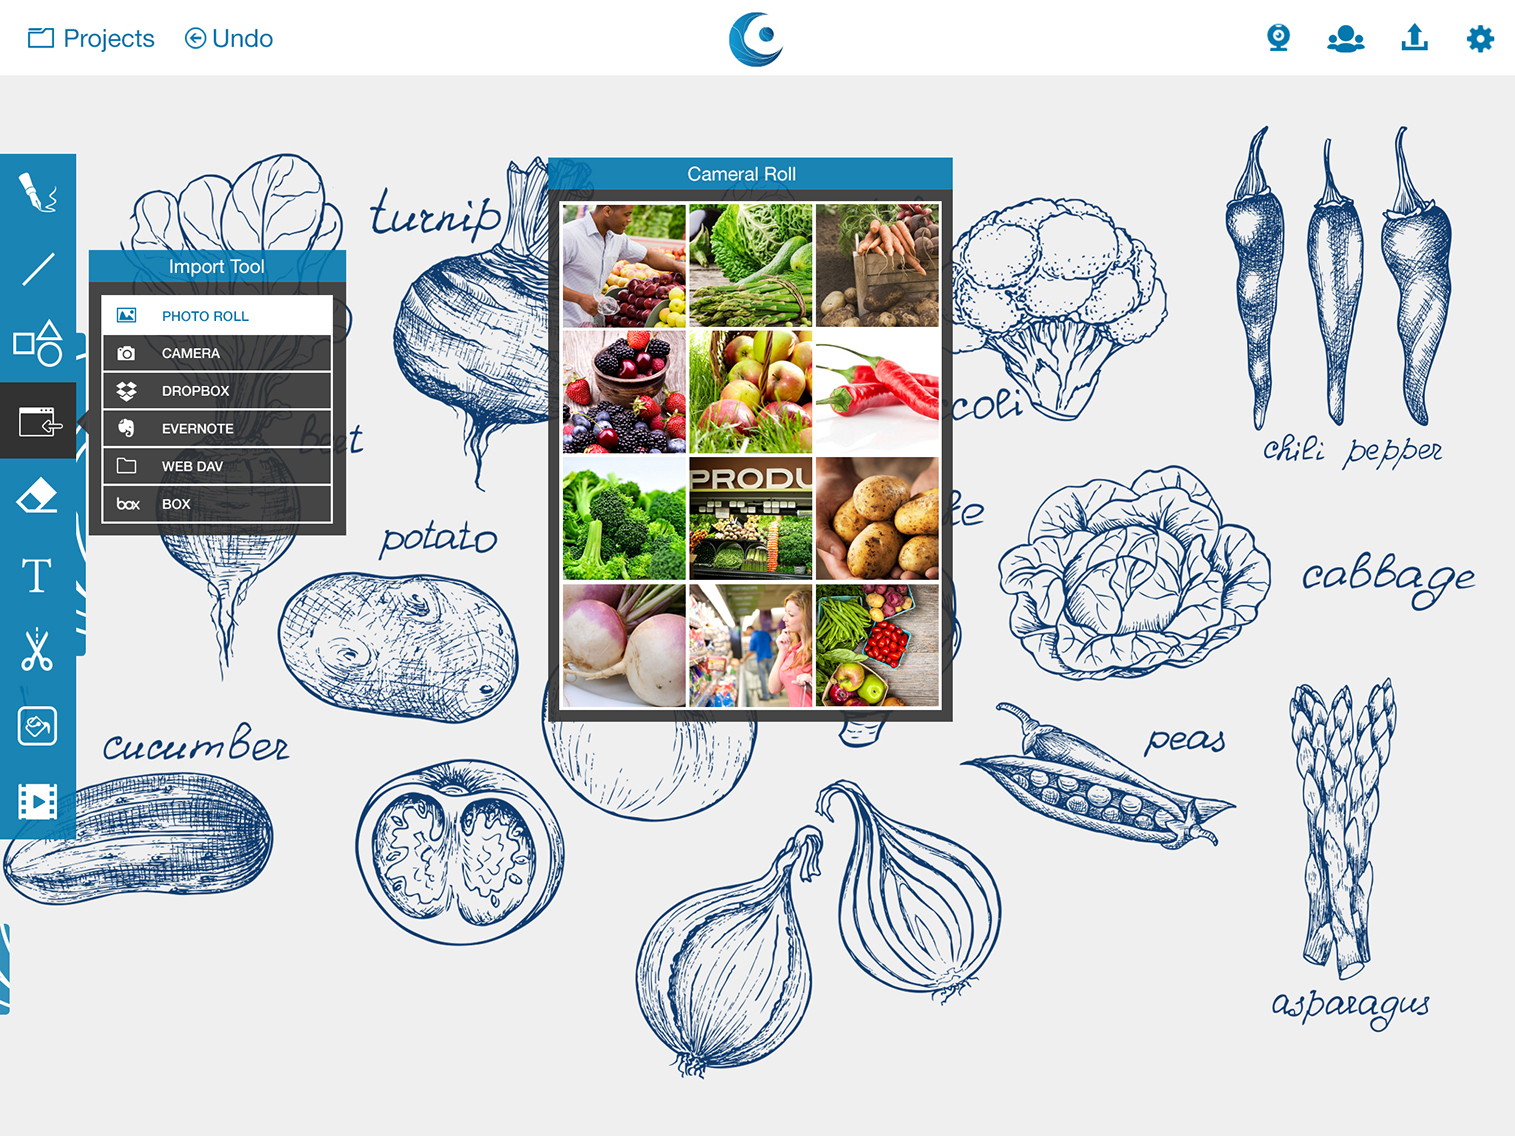 Projects
Undo
turnip
Cameral Roll
Import Tool
PHOTO ROLL
CAMERA
DROPBOX
EVERNOTE
WEB DAV
box BOX
beet
coli
chili pepper
PRODU
te
potato
cabbage
cucumber
peas
asparagus
T